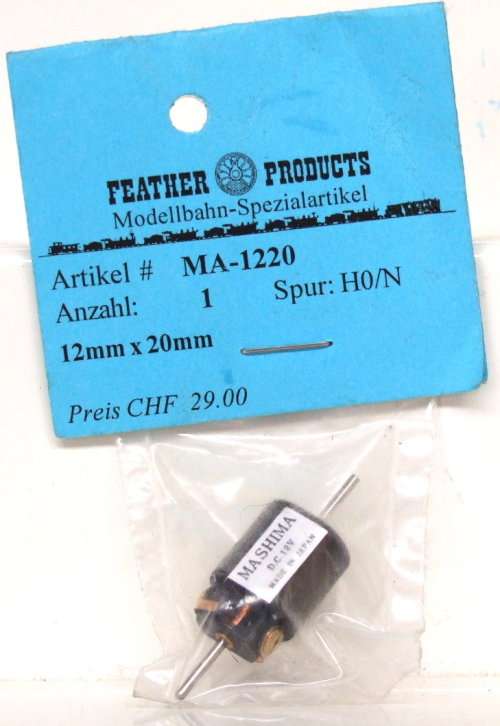 FEATHER PRODUCTS
Modellbahn-Spezialartikel
Artikel # MA-1220
Anzahl: 1 Spur: H0/N
12mm x 20mm
Preis CHF 29.00
MASHIMA
D.C.12V
MADE IN JAPAN